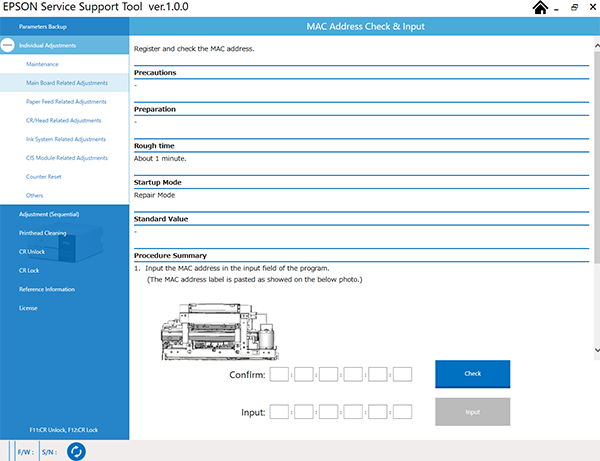 EPSON Service Support Tool ver.1.0.0
Parameters Backup
Individual Adjustments
Maintenance
Main Board Related Adjustments
Paper Feed Related Adjustments
CR/Head Related Adjustments
Ink System Related Adjustments
CIS Module Related Adjustments
Counter Reset
Others
Adjustment (Sequential)
Printhead Cleaning
CR Unlock
CR Lock
Reference Information
License
F11:CR Unlock, F12:CR Lock
MAC Address Check & Input
Register and check the MAC address.
Precautions
-
Preparation
-
Rough time
About 1 minute.
Startup Mode
Repair Mode
Standard Value
-
Procedure Summary
1. Input the MAC address in the input field of the program.
(The MAC address label is pasted as showed on the below photo.)
Confirm: : : : : :
Check
Input: : : : : :
Input
F/W : S/N :